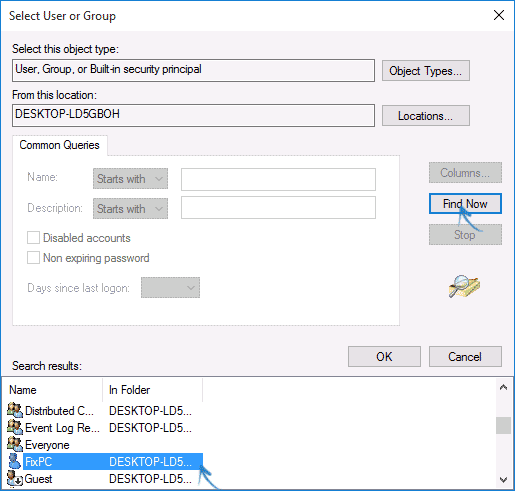 Select User or Group
Select this object type:
User, Group, or Built-in security principal
Object Types...
From this location:
DESKTOP-LD5GBOH
Locations...
Common Queries
Name:
Starts with
Columns...
Description:
Starts with
Find Now
Disabled accounts
Stop
Non expiring password
Days since last logon:
OK
Cancel
Search results:
Name In Folder
Distributed C... DESKTOP-LD5...
Event Log Re... DESKTOP-LD5...
Everyone
FixPC DESKTOP-LD5...
Guest DESKTOP-LD5...